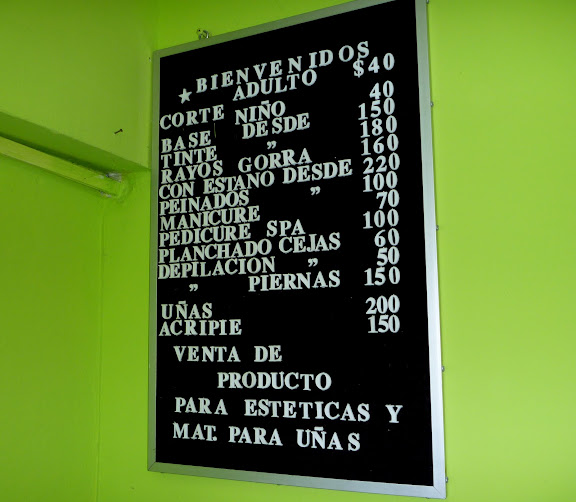 ★BIENVENIDOS
ADULTO $40
CORTE NIÑO 40
BASE DESDE 150
TINTE ” 180
RAYOS GORRA 160
CON ESTANO DESDE 220
PEINADOS ” 100
MANICURE 70
PEDICURE SPA 100
PLANCHADO CEJAS 60
DEPILACION ” 50
” PIERNAS 150
UÑAS 200
ACRIPIE 150
VENTA DE
PRODUCTO
PARA ESTETICAS Y
MAT. PARA UÑAS